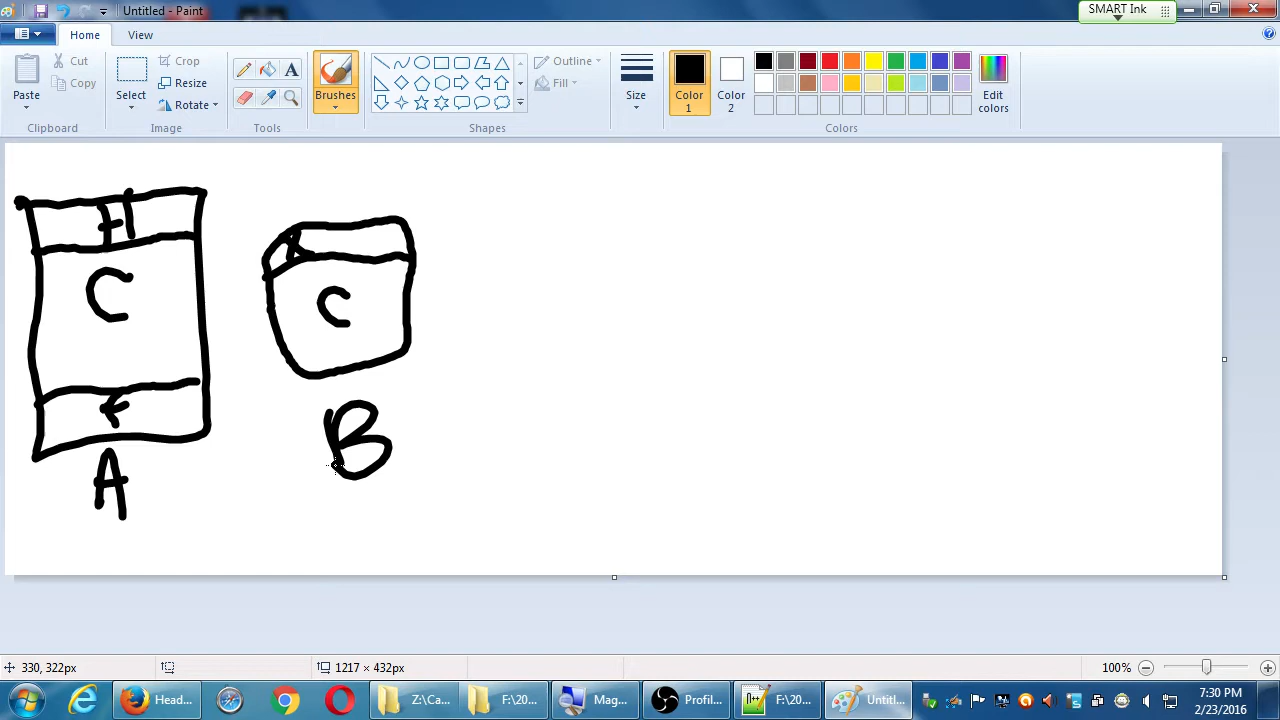 Untitled - Paint
SMART Ink
Home
View
Paste
Cut
Copy
Clipboard
Select
Crop
Resize
Rotate
Image
Tools
Brushes
Shapes
Outline
Fill
Size
Color 1
Color 2
Edit colors
Colors
H
C
C
F
A
B
330, 322px
1217 × 432px
100%
Head...
Z:\Ca...
F:\20...
Mag...
Profil...
F:\20...
Untitl...
7:30 PM
2/23/2016